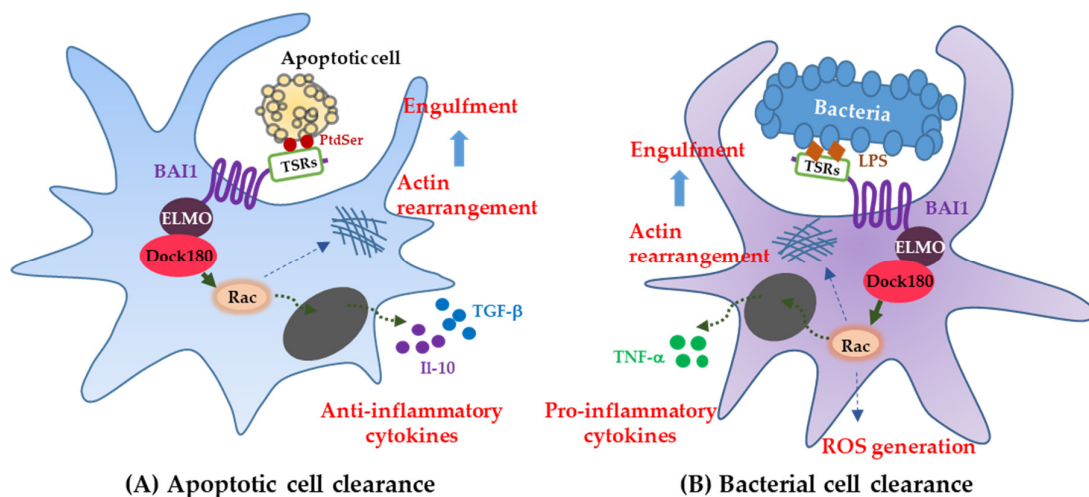 Apoptotic cell
PtdSer
TSRs
BAI1
ELMO
Dock180
Rac
Engulfment
Actin
rearrangement
TGF-β
Il-10
Anti-inflammatory
cytokines
(A) Apoptotic cell clearance
Bacteria
LPS
TSRs
BAI1
ELMO
Dock180
Rac
Engulfment
Actin
rearrangement
TNF-α
Pro-inflammatory
cytokines
ROS generation
(B) Bacterial cell clearance